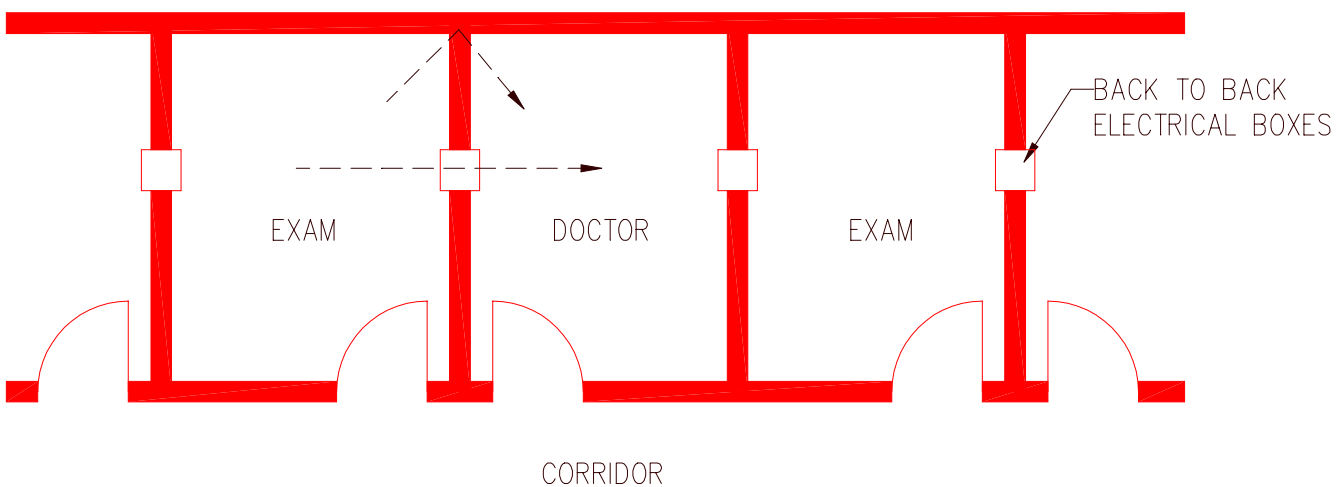 BACK TO BACK
ELECTRICAL BOXES
EXAM
DOCTOR
EXAM
CORRIDOR